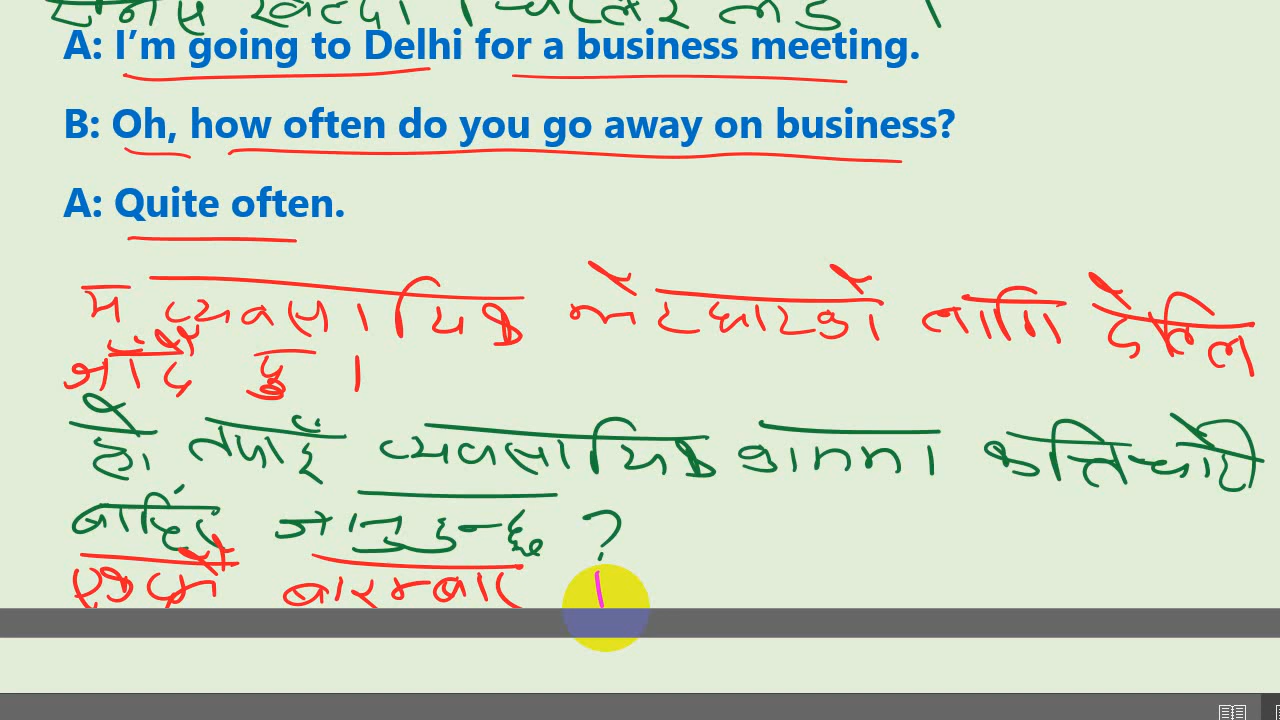 A: I’m going to Delhi for a business meeting.
B: Oh, how often do you go away on business?
A: Quite often.
म व्यवसायिक भेटघाटको लागि दिल्ली
जाँदै छु।
हे तपाईं व्यवसायिक काममा कतिचोटी
बाहिर जानुहुन्छ ?
एकदमै बारम्बार